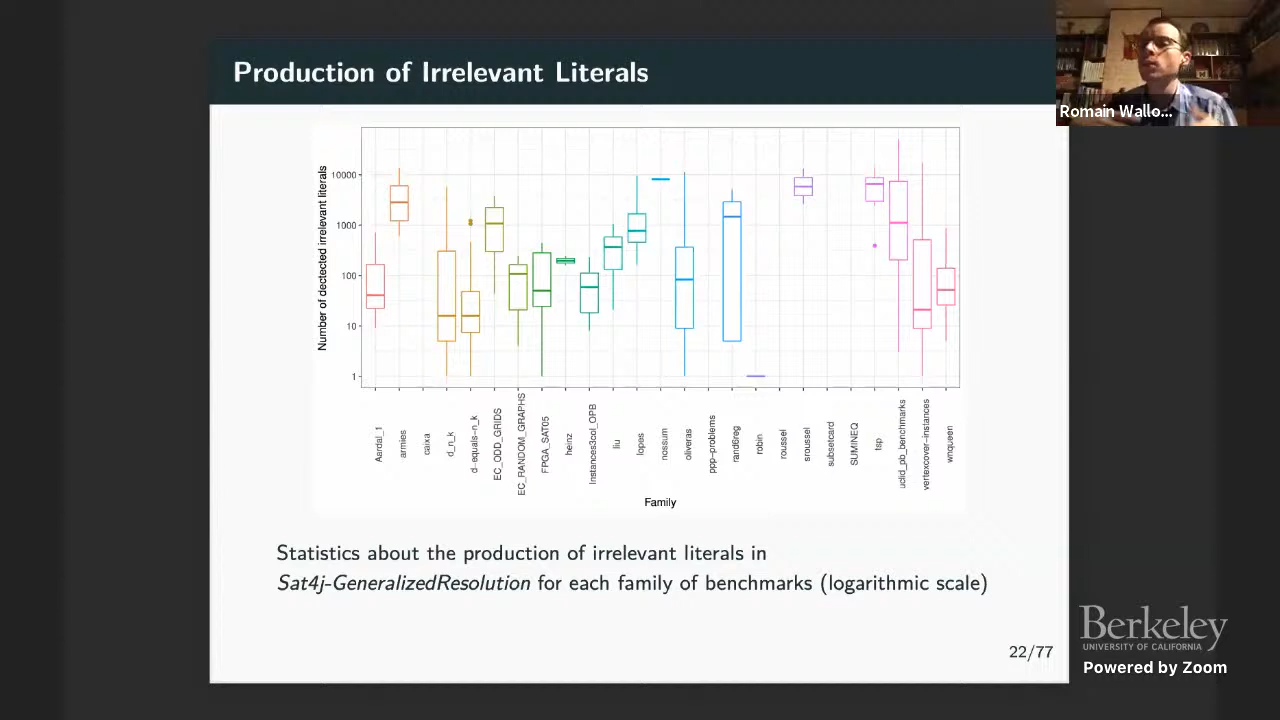 Production of Irrelevant Literals
Romain Wallo...
Number of dectected irrelevant literals
10000
1000
100
10
1
Aardal_1
armies
caixa
d_n_k
d-equals-n_k
EC_ODD_GRIDS
EC_RANDOM_GRAPHS
FPGA_SAT05
heinz
Instances3col_OPB
liu
lopes
nossum
oliveras
ppp-problems
rand6reg
robin
roussel
sroussel
subsetcard
SUMINEQ
tsp
uclid_pb_benchmarks
vertexcover-instances
wnqueen
Family
Statistics about the production of irrelevant literals in
Sat4j-GeneralizedResolution for each family of benchmarks (logarithmic scale)
22/77
Berkeley
UNIVERSITY OF CALIFORNIA
Powered by Zoom